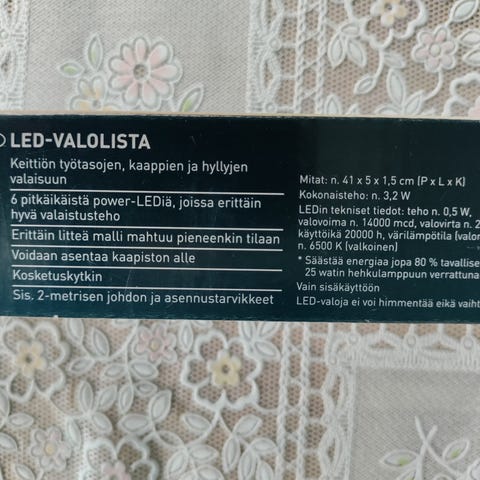 LED-VALOLISTA
Keittiön työtasojen, kaappien ja hyllyjen
valaisuun
6 pitkäikäistä power-LEDiä, joissa erittäin
hyvä valaistusteho
Erittäin litteä malli mahtuu pieneenkin tilaan
Voidaan asentaa kaapiston alle
Kosketuskytkin
Sis. 2-metrisen johdon ja asennustarvikkeet
Mitat: n. 41 x 5 x 1,5 cm (P x L x K)
Kokonaisteho: n. 3,2 W
LEDin tekniset tiedot: teho n. 0,5 W,
valovoima n. 14000 mcd, valovirta n.
käyttöikä 20000 h, värilämpötila
n. 6500 K (valkoinen)
* Säästää energiaa jopa 80 %
25 watin hehkulamppuun
Vain sisäkäyttöön
LED-valoja ei voi himmentää eikä